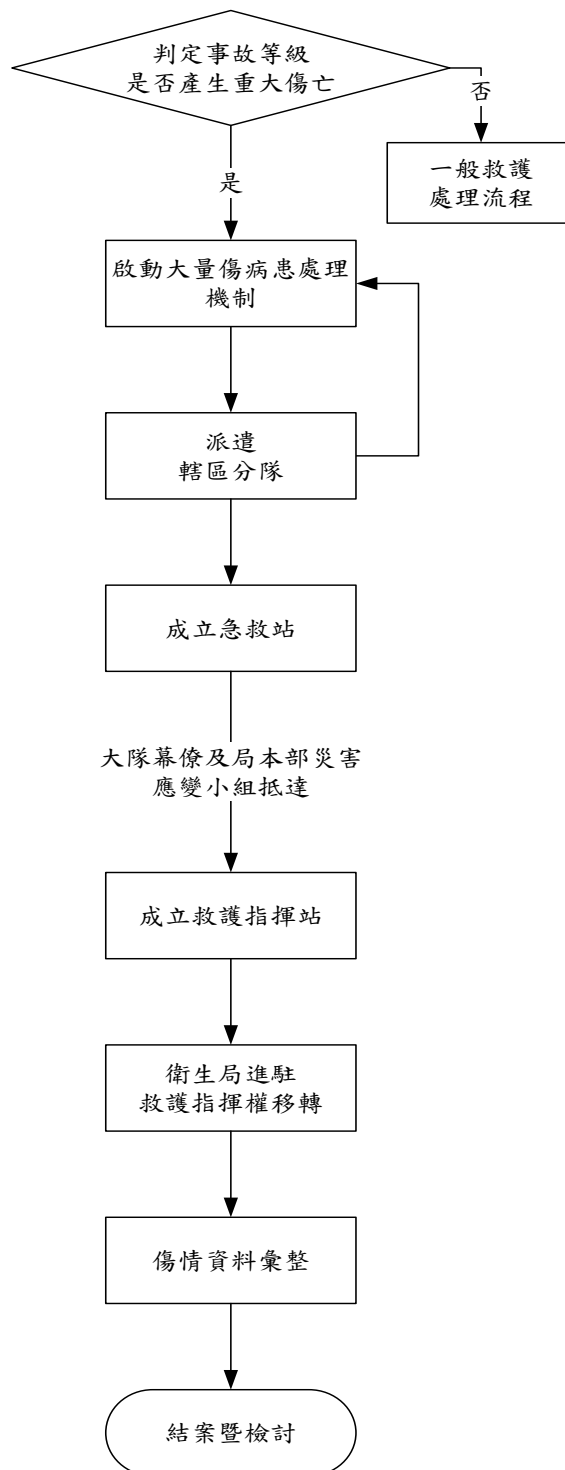 判定事故等級
是否產生重大傷亡
否
一般救護
處理流程
是
啟動大量傷病患處理
機制
派遣
轄區分隊
成立急救站
大隊幕僚及局本部災害
應變小組抵達
成立救護指揮站
衛生局進駐
救護指揮權移轉
傷情資料彙整
結案暨檢討